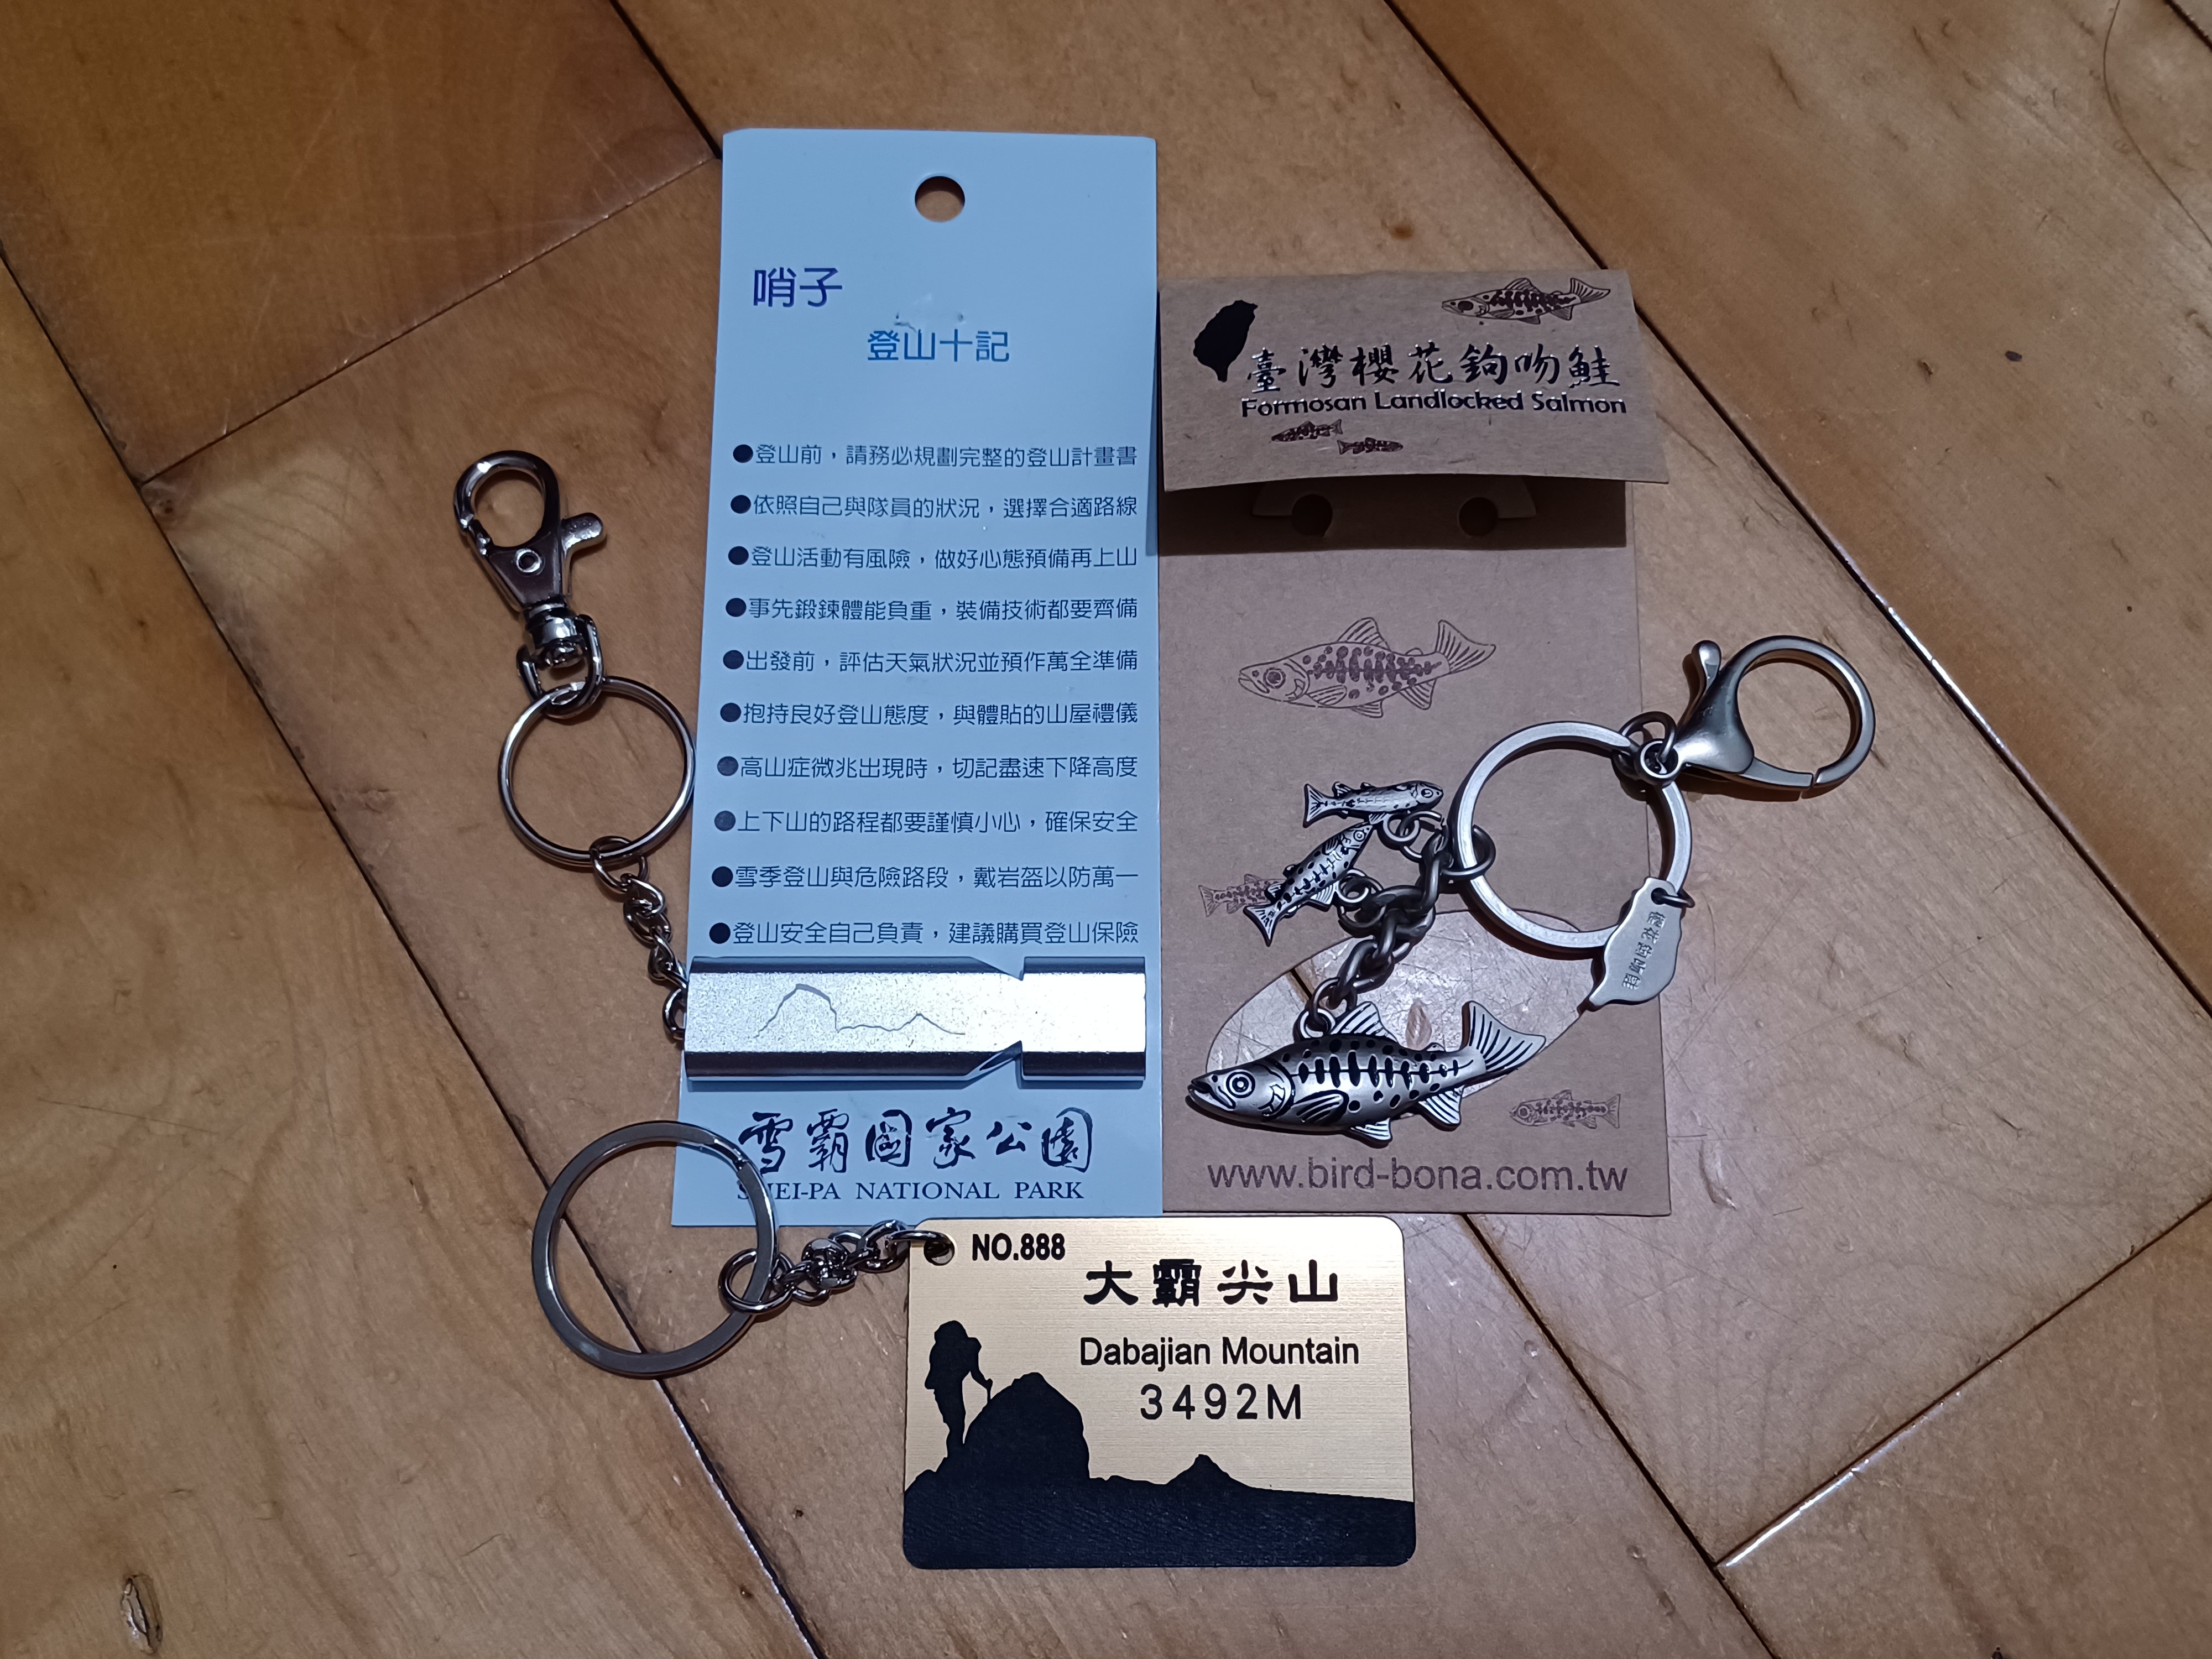 哨子
登山十記
●登山前，請務必規劃完整的登山計畫書
●依照自己與隊員的狀況，選擇合適路線
●登山活動有風險，做好心態預備再上山
●事先鍛鍊體能負重，裝備技術都要齊備
●出發前，評估天氣狀況並預作萬全準備
●抱持良好登山態度，與體貼的山屋禮儀
●高山症微兆出現時，切記盡速下降高度
●上下山的路程都要謹慎小心，確保安全
●雪季登山與危險路段，戴岩盔以防萬一
●登山安全自己負責，建議購買登山保險
雪霸國家公園
SHEI-PA NATIONAL PARK
臺灣櫻花鉤吻鮭
Formosan Landlocked Salmon
www.bird-bona.com.tw
NO.888
大霸尖山
Dabajian Mountain
3492M